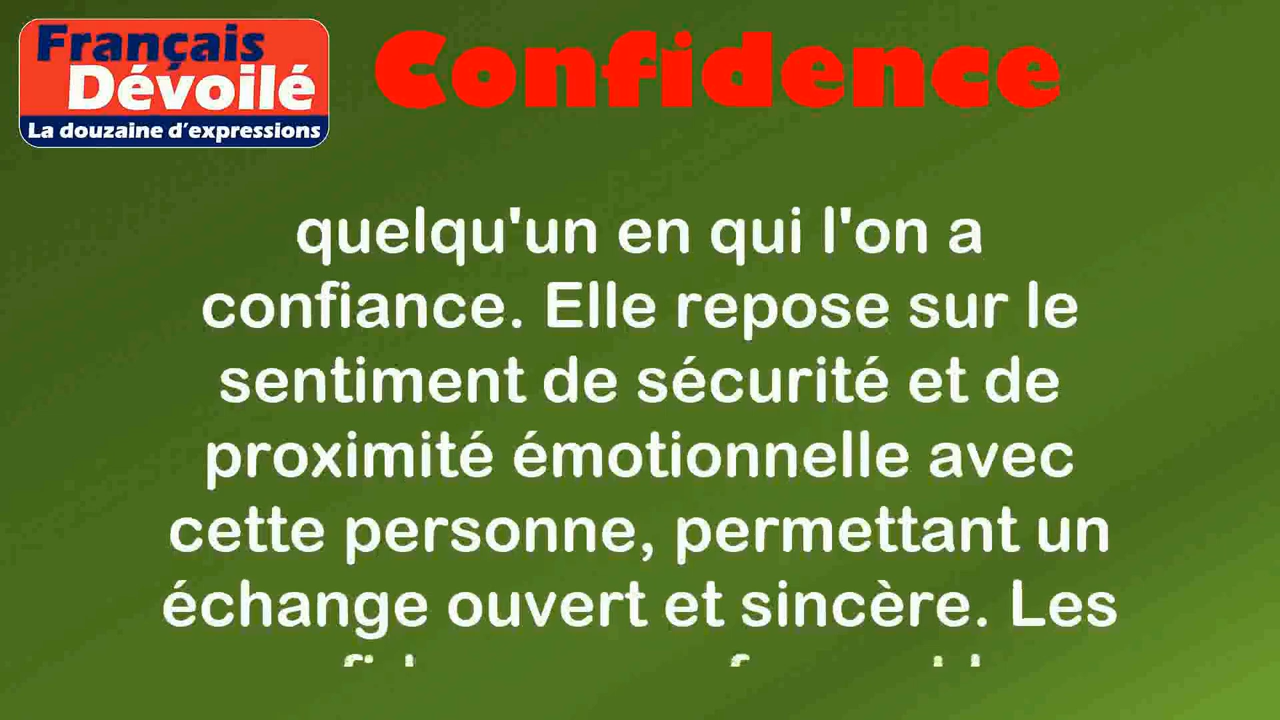 Français
Dévoilé
La douzaine d'expressions
Confidence
quelqu'un en qui l'on a
confiance. Elle repose sur le
sentiment de sécurité et de
proximité émotionnelle avec
cette personne, permettant un
échange ouvert et sincère. Les